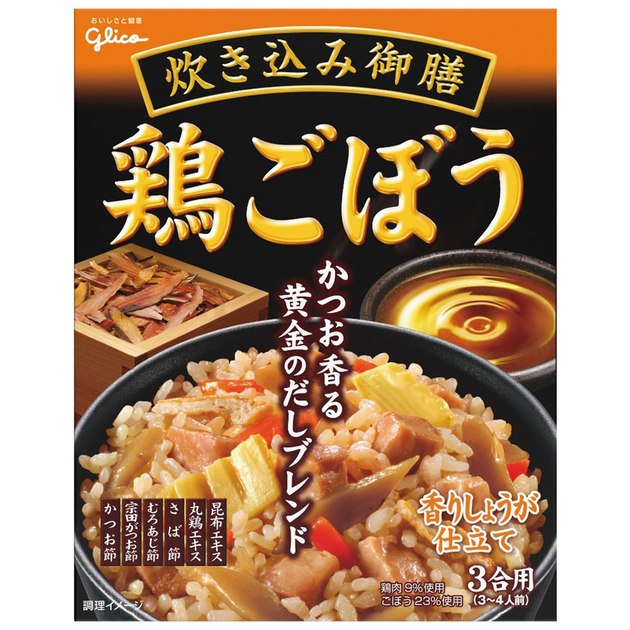 おいしさと健康
Glico
炊き込み御膳
鶏ごぼう
かつお香る
黄金のだしブレンド
昆布エキス
丸鶏エキス
さば節
むろあじ節
宗田がつお節
かつお節
香りしょうが
仕立て
鶏肉9%使用
ごぼう23%使用
3合用
(3〜4人前)
調理イメージ